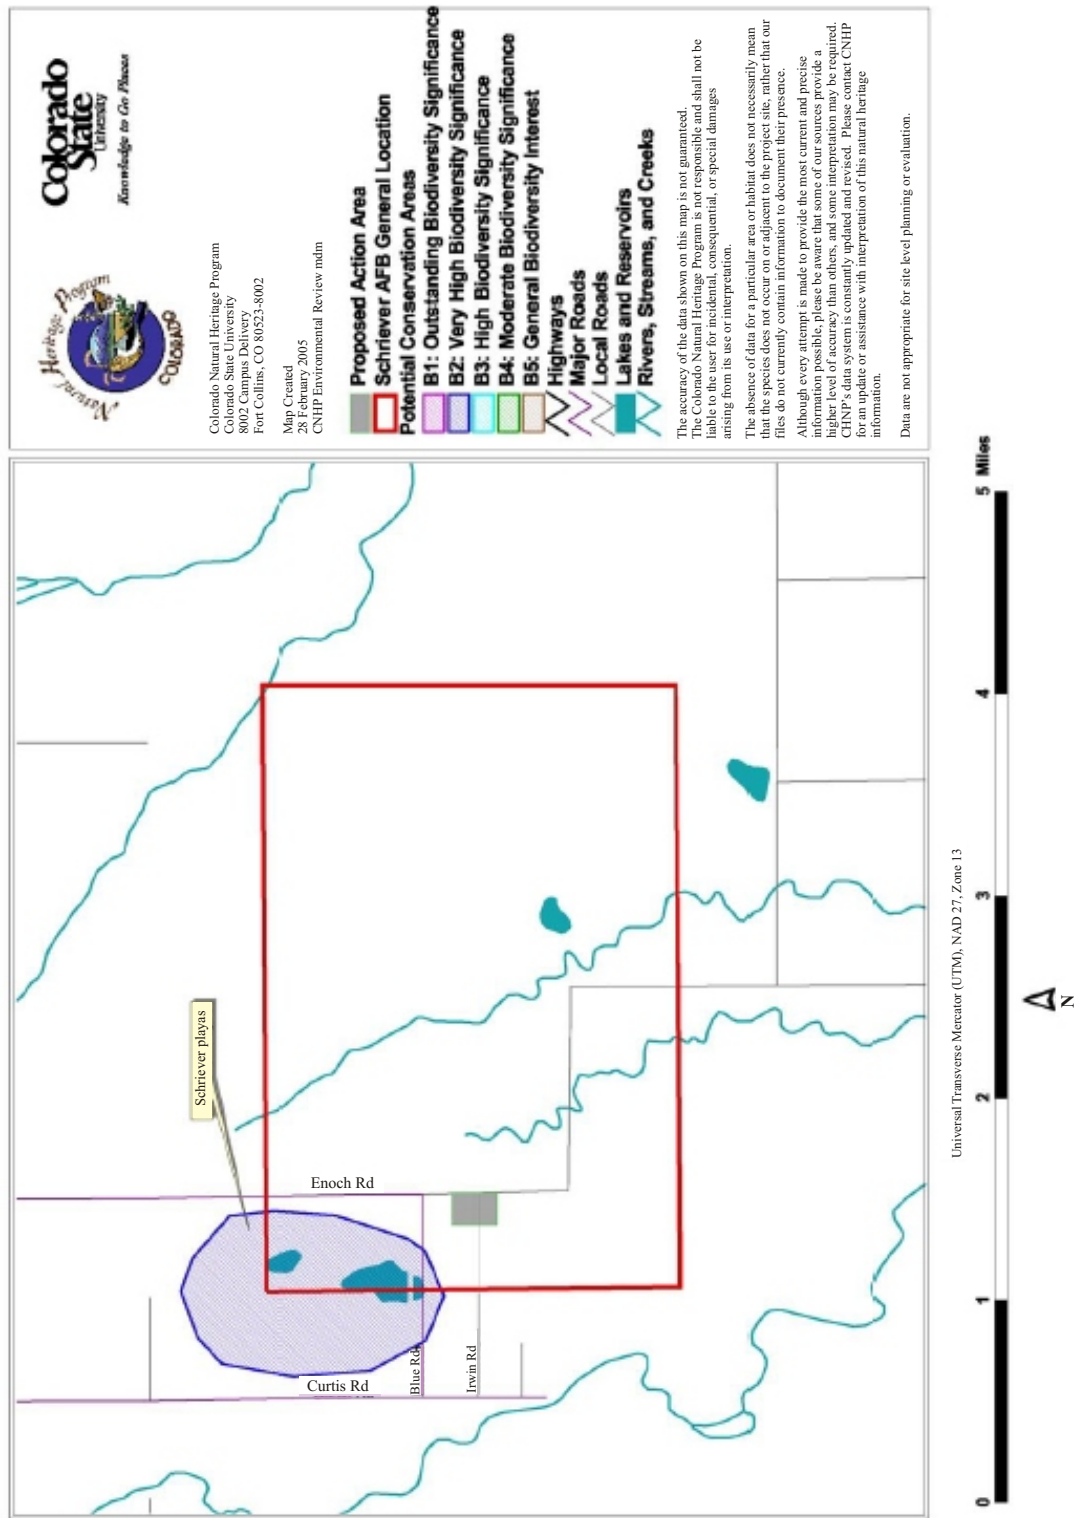 Natural Heritage Program
COLORADO
Colorado
State
University
Knowledge to Go Places
Colorado Natural Heritage Program
Colorado State University
8002 Campus Delivery
Fort Collins, CO 80523-8002
Map Created
28 February 2005
CNHP Environmental Review mdm
Proposed Action Area
Schriever AFB General Location
Potential Conservation Areas
B1: Outstanding Biodiversity Significance
B2: Very High Biodiversity Significance
B3: High Biodiversity Significance
B4: Moderate Biodiversity Significance
B5: General Biodiversity Interest
Highways
Major Roads
Local Roads
Lakes and Reservoirs
Rivers, Streams, and Creeks
The accuracy of the data shown on this map is not guaranteed.
The Colorado Natural Heritage Program is not responsible and shall not be
liable to the user for incidental, consequential, or special damages
arising from its use or interpretation.
The absence of data for a particular area or habitat does not necessarily mean
that the species does not occur on or adjacent to the project site, rather that our
files do not currently contain information to document their presence.
Although every attempt is made to provide the most current and precise
information possible, please be aware that some of our sources provide a
higher level of accuracy than others, and some interpretation may be required.
CHNP's data system is constantly updated and revised. Please contact CNHP
for an update or assistance with interpretation of this natural heritage
information.
Data are not appropriate for site level planning or evaluation.
Schriever playas
Enoch Rd
Curtis Rd
Blue Rd
Irwin Rd
Universal Transverse Mercator (UTM), NAD 27, Zone 13
0 1 2 3 4 5 Miles
N